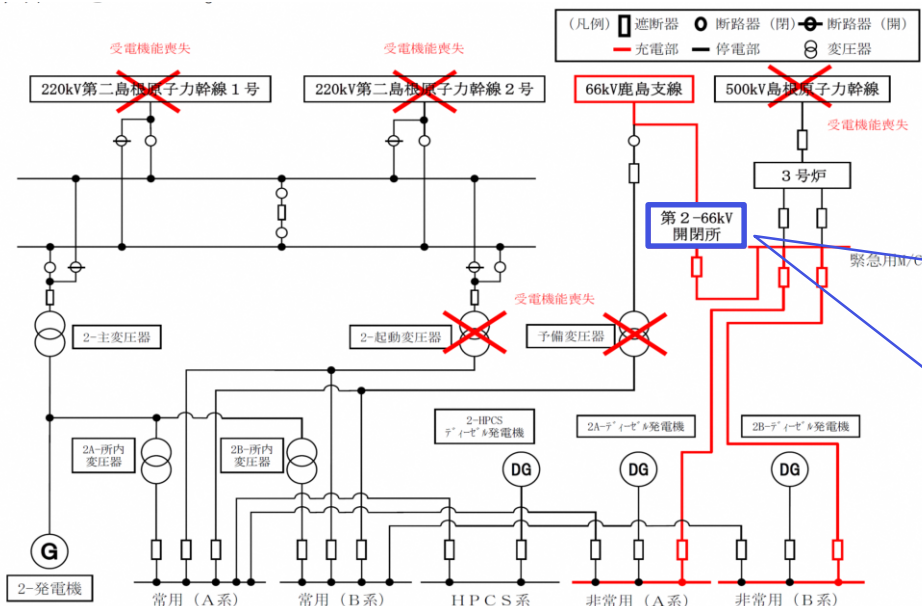 (凡例) 遮断器 断路器 (閉) 断路器 (開)
充電部 停電部 変圧器
受電機能喪失
受電機能喪失
220kV第二島根原子力幹線1号
220kV第二島根原子力幹線2号
66kV鹿島支線
500kV島根原子力幹線
受電機能喪失
3号炉
第2-66kV
開閉所
緊急用M/C
受電機能喪失
2-主変圧器
2-起動変圧器
予備変圧器
2-HPCS
ディーゼル発電機
2A-ディーゼル発電機
2B-ディーゼル発電機
2A-所内
変圧器
2B-所内
変圧器
DG
DG
DG
G
2-発電機
常用(A系)
常用(B系)
HPCS系
非常用(A系)
非常用(B系)